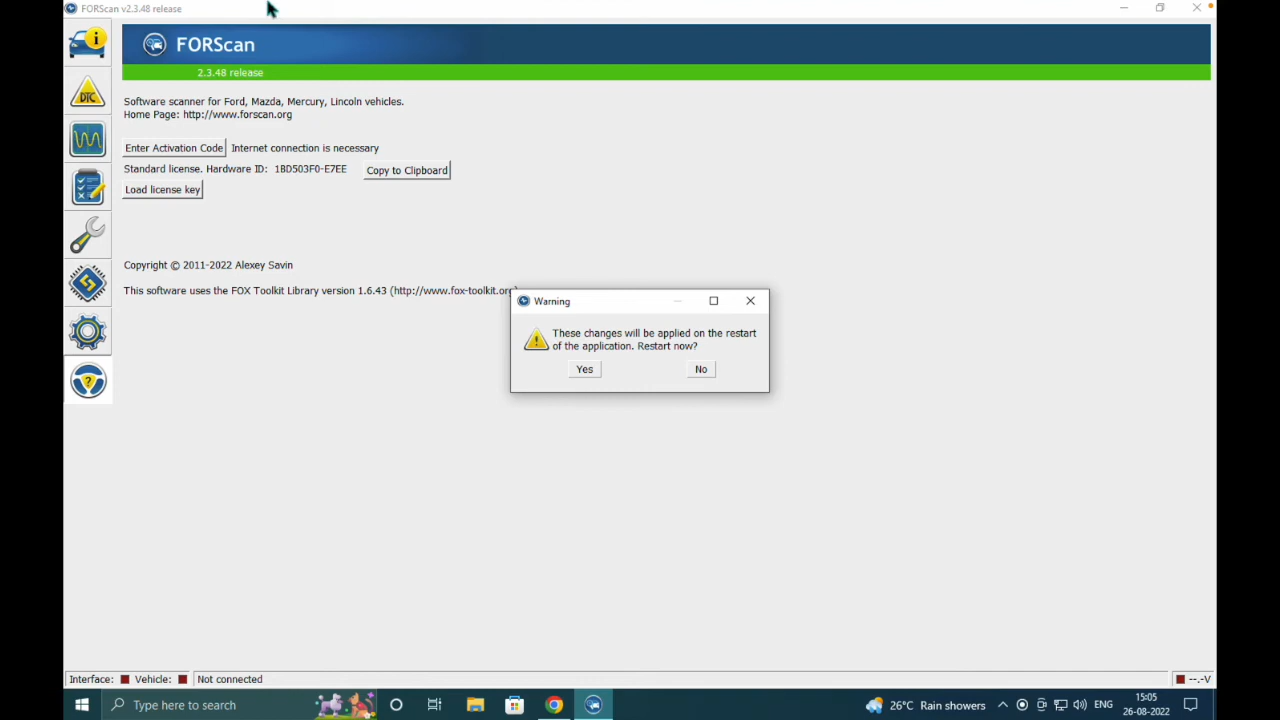 FORScan v2.3.48 release
DTC
FORScan
2.3.48 release
Software scanner for Ford, Mazda, Mercury, Lincoln vehicles.
Home Page: http://www.forscan.org
Enter Activation Code Internet connection is necessary
Standard license. Hardware ID: 1BD503F0-E7EE Copy to Clipboard
Load license key
Copyright © 2011-2022 Alexey Savin
This software uses the FOX Toolkit Library version 1.6.43 (http://www.fox-toolkit.org)
Warning
These changes will be applied on the restart
of the application. Restart now?
Yes No
Interface: Vehicle: Not connected --.-V
Type here to search 26°C Rain showers ENG 15:05
26-08-2022